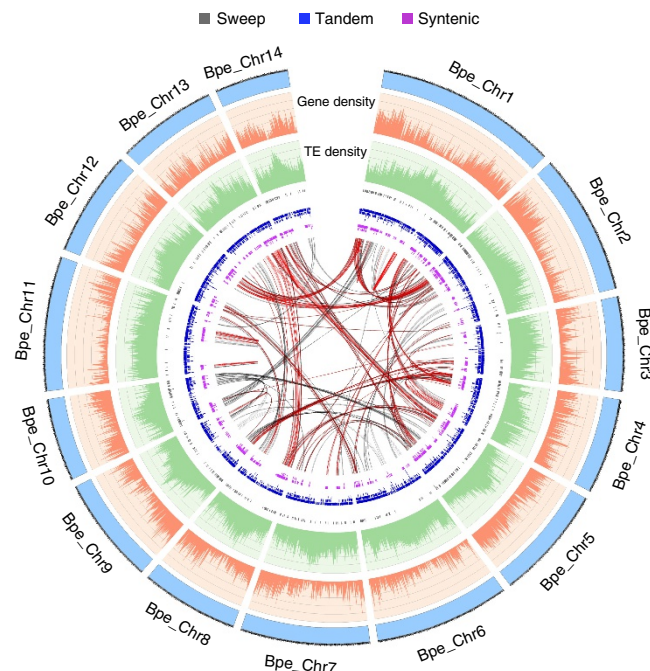 Sweep
Tandem
Syntenic
Gene density
TE density
Bpe_Chr1
Bpe_Chr2
Bpe_Chr3
Bpe_Chr4
Bpe_Chr5
Bpe_Chr6
Bpe_Chr7
Bpe_Chr8
Bpe_Chr9
Bpe_Chr10
Bpe_Chr11
Bpe_Chr12
Bpe_Chr13
Bpe_Chr14